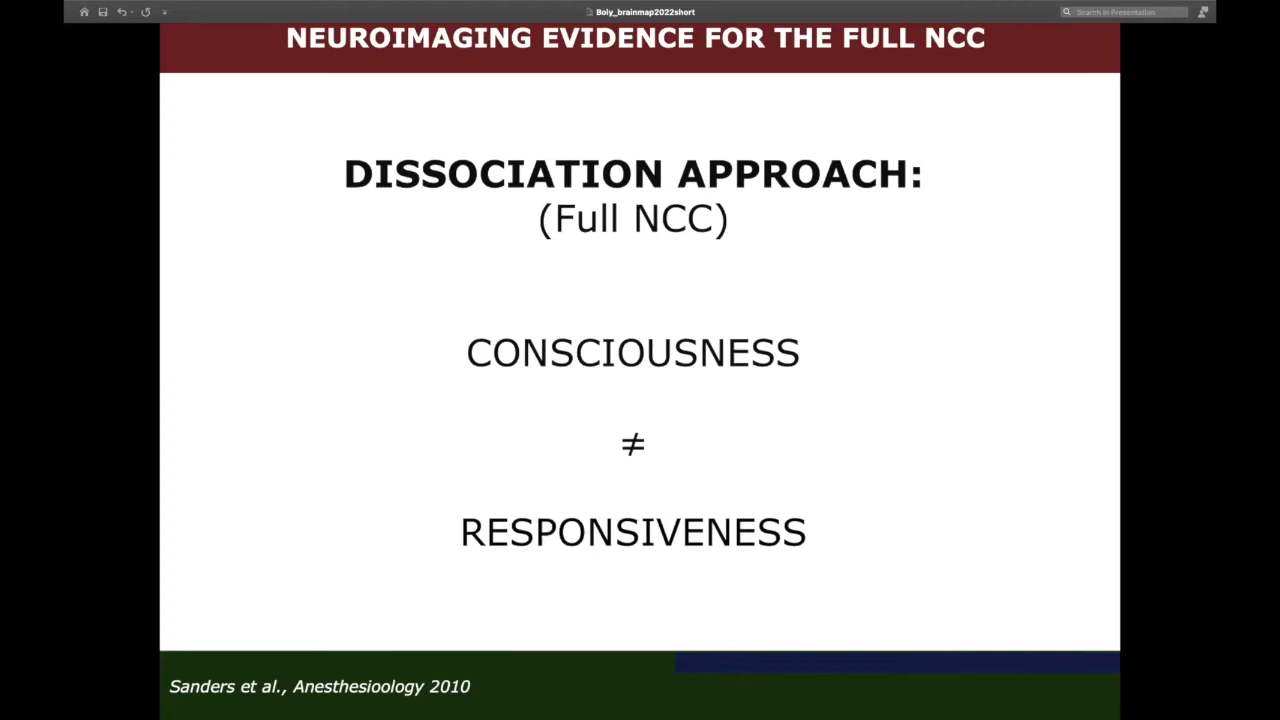 Boly_brainmap2022short
Search in Presentation
NEUROIMAGING EVIDENCE FOR THE FULL NCC
DISSOCIATION APPROACH:
(Full NCC)
CONSCIOUSNESS
≠
RESPONSIVENESS
Sanders et al., Anesthesioology 2010